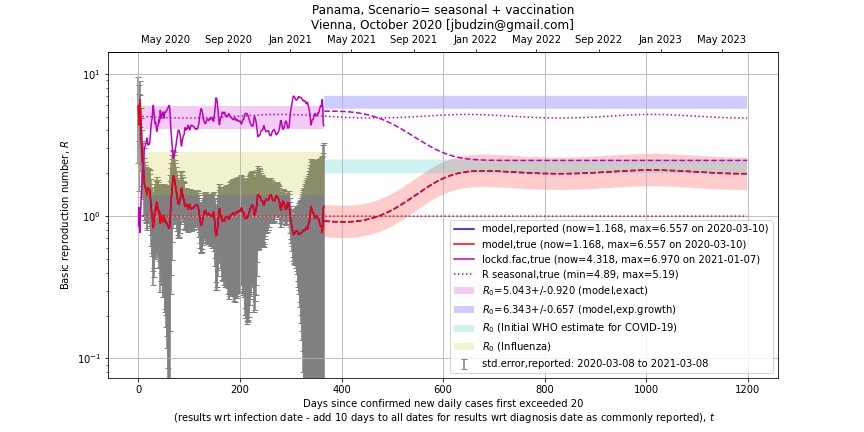 Panama, Scenario= seasonal + vaccination
Vienna, October 2020 [jbudzin@gmail.com]
May 2020 Sep 2020 Jan 2021 May 2021 Sep 2021 Jan 2022 May 2022 Sep 2022 Jan 2023 May 2023
Basic reproduction number, R
10¹
10⁰
10⁻¹
model,reported (now=1.168, max=6.557 on 2020-03-10)
model,true (now=1.168, max=6.557 on 2020-03-10)
lockd.fac,true (now=4.318, max=6.970 on 2021-01-07)
R seasonal,true (min=4.89, max=5.19)
R₀=5.043+/-0.920 (model,exact)
R₀=6.343+/-0.657 (model,exp.growth)
R₀ (Initial WHO estimate for COVID-19)
R₀ (Influenza)
std.error,reported: 2020-03-08 to 2021-03-08
0 200 400 600 800 1000 1200
Days since confirmed new daily cases first exceeded 20
(results wrt infection date - add 10 days to all dates for results wrt diagnosis date as commonly reported), t